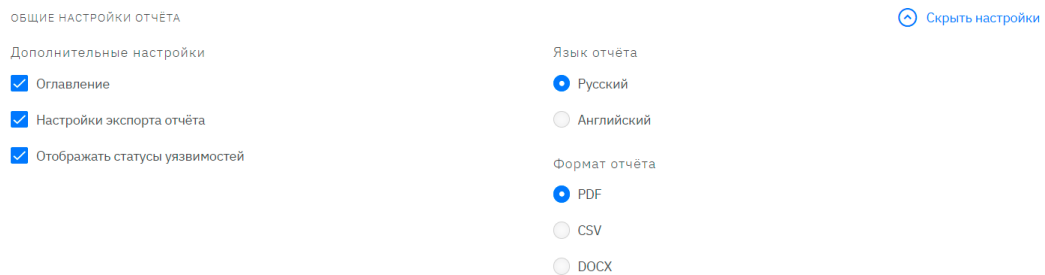 ОБЩИЕ НАСТРОЙКИ ОТЧЁТА
Скрыть настройки
Дополнительные настройки
Оглавление
Настройки экспорта отчёта
Отображать статусы уязвимостей
Язык отчёта
Русский
Английский
Формат отчёта
PDF
CSV
DOCX